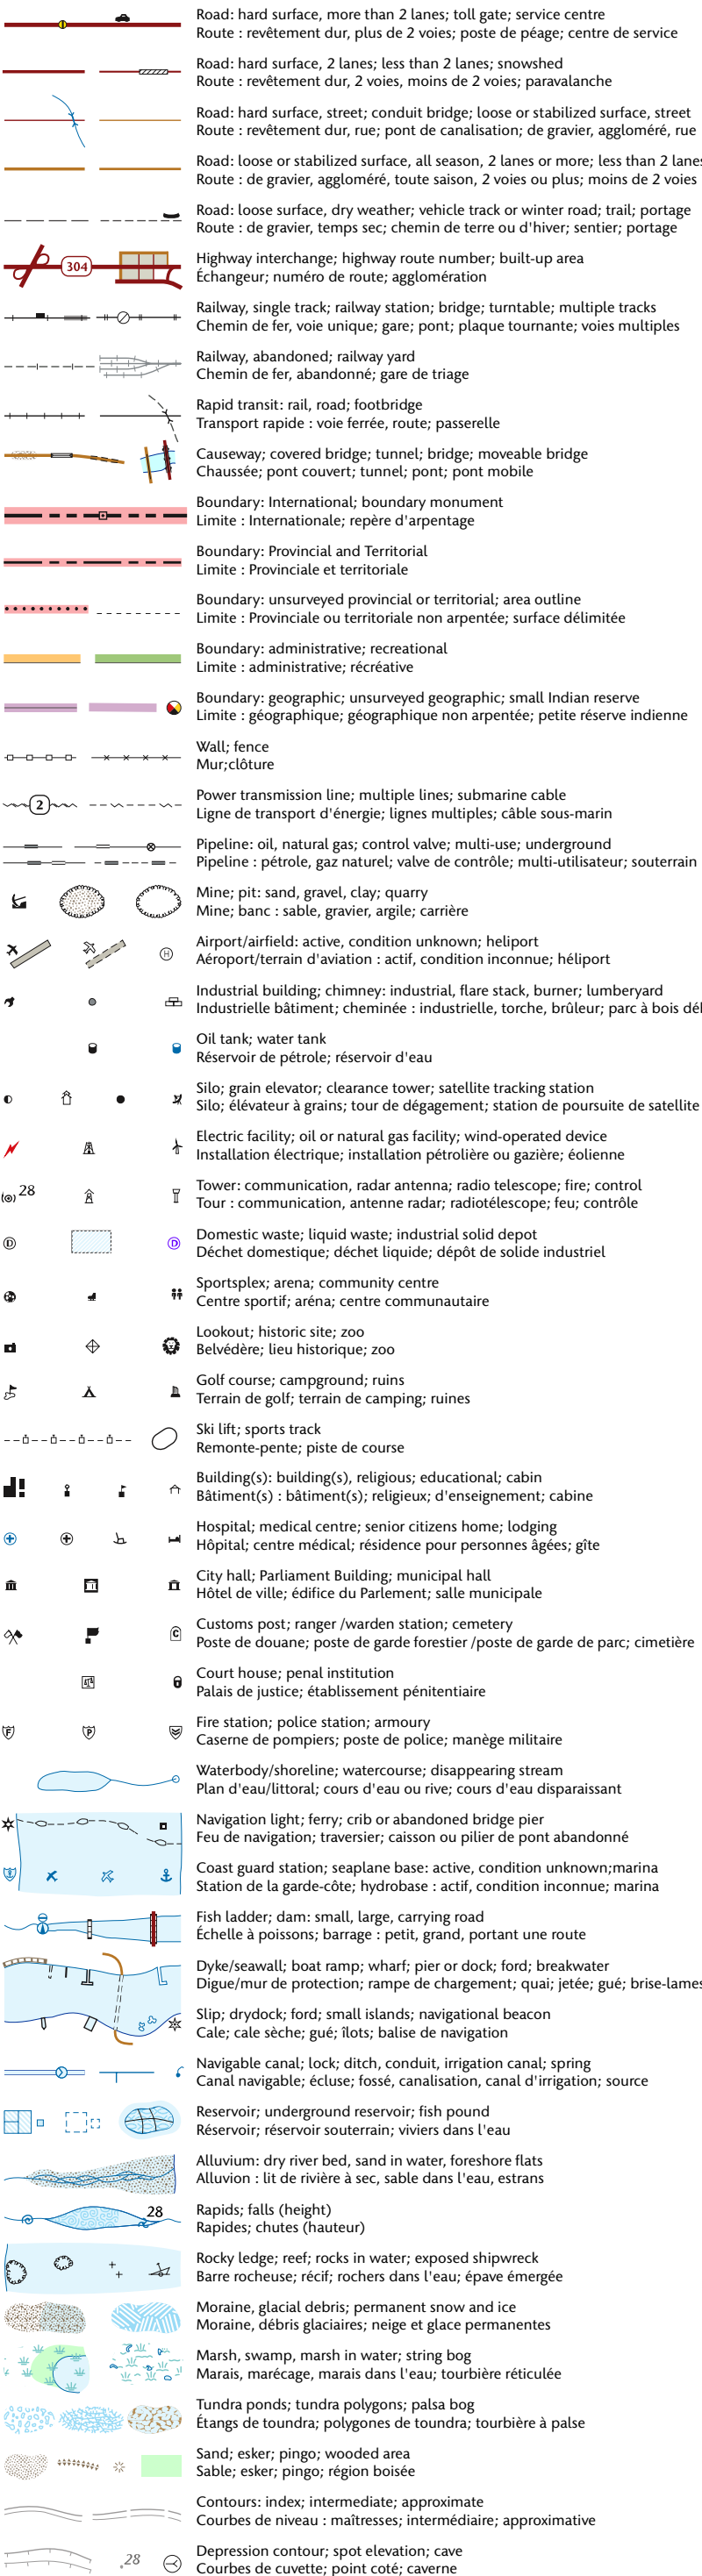 Road: hard surface, more than 2 lanes; toll gate; service centre
Route : revêtement dur, plus de 2 voies; poste de péage; centre de service
Road: hard surface, 2 lanes; less than 2 lanes; snowshed
Route : revêtement dur, 2 voies, moins de 2 voies; paravalanche
Road: hard surface, street; conduit bridge; loose or stabilized surface, street
Route : revêtement dur, rue; pont de canalisation; de gravier, aggloméré, rue
Road: loose or stabilized surface, all season, 2 lanes or more; less than 2 lanes
Route : de gravier, aggloméré, toute saison, 2 voies ou plus; moins de 2 voies
Road: loose surface, dry weather; vehicle track or winter road; trail; portage
Route : de gravier, temps sec; chemin de terre ou d'hiver; sentier; portage
304
Highway interchange; highway route number; built-up area
Échangeur; numéro de route; agglomération
Railway, single track; railway station; bridge; turntable; multiple tracks
Chemin de fer, voie unique; gare; pont; plaque tournante; voies multiples
Railway, abandoned; railway yard
Chemin de fer, abandonné; gare de triage
Rapid transit: rail, road; footbridge
Transport rapide : voie ferrée, route; passerelle
Causeway; covered bridge; tunnel; bridge; moveable bridge
Chaussée; pont couvert; tunnel; pont; pont mobile
Boundary: International; boundary monument
Limite : Internationale; repère d'arpentage
Boundary: Provincial and Territorial
Limite : Provinciale et territoriale
Boundary: unsurveyed provincial or territorial; area outline
Limite : Provinciale ou territoriale non arpentée; surface délimitée
Boundary: administrative; recreational
Limite : administrative; récréative
Boundary: geographic; unsurveyed geographic; small Indian reserve
Limite : géographique; géographique non arpentée; petite réserve indienne
Wall; fence
Mur;clôture
2
Power transmission line; multiple lines; submarine cable
Ligne de transport d'énergie; lignes multiples; câble sous-marin
Pipeline: oil, natural gas; control valve; multi-use; underground
Pipeline : pétrole, gaz naturel; valve de contrôle; multi-utilisateur; souterrain
Mine; pit: sand, gravel, clay; quarry
Mine; banc : sable, gravier, argile; carrière
H
Airport/airfield: active, condition unknown; heliport
Aéroport/terrain d'aviation : actif, condition inconnue; héliport
Industrial building; chimney: industrial, flare stack, burner; lumberyard
Industrielle bâtiment; cheminée : industrielle, torche, brûleur; parc à bois dél
Oil tank; water tank
Réservoir de pétrole; réservoir d'eau
Silo; grain elevator; clearance tower; satellite tracking station
Silo; élévateur à grains; tour de dégagement; station de poursuite de satellite
Electric facility; oil or natural gas facility; wind-operated device
Installation électrique; installation pétrolière ou gazière; éolienne
28
Tower: communication, radar antenna; radio telescope; fire; control
Tour : communication, antenne radar; radiotélescope; feu; contrôle
D D
Domestic waste; liquid waste; industrial solid depot
Déchet domestique; déchet liquide; dépôt de solide industriel
Sportsplex; arena; community centre
Centre sportif; aréna; centre communautaire
Lookout; historic site; zoo
Belvédère; lieu historique; zoo
Golf course; campground; ruins
Terrain de golf; terrain de camping; ruines
Ski lift; sports track
Remonte-pente; piste de course
Building(s): building(s), religious; educational; cabin
Bâtiment(s) : bâtiment(s); religieux; d'enseignement; cabine
Hospital; medical centre; senior citizens home; lodging
Hôpital; centre médical; résidence pour personnes âgées; gîte
City hall; Parliament Building; municipal hall
Hôtel de ville; édifice du Parlement; salle municipale
C
Customs post; ranger /warden station; cemetery
Poste de douane; poste de garde forestier /poste de garde de parc; cimetière
Court house; penal institution
Palais de justice; établissement pénitentiaire
F P
Fire station; police station; armoury
Caserne de pompiers; poste de police; manège militaire
Waterbody/shoreline; watercourse; disappearing stream
Plan d'eau/littoral; cours d'eau ou rive; cours d'eau disparaissant
Navigation light; ferry; crib or abandoned bridge pier
Feu de navigation; traversier; caisson ou pilier de pont abandonné
Coast guard station; seaplane base: active, condition unknown;marina
Station de la garde-côte; hydrobase : actif, condition inconnue; marina
Fish ladder; dam: small, large, carrying road
Échelle à poissons; barrage : petit, grand, portant une route
Dyke/seawall; boat ramp; wharf; pier or dock; ford; breakwater
Digue/mur de protection; rampe de chargement; quai; jetée; gué; brise-lames
Slip; drydock; ford; small islands; navigational beacon
Cale; cale sèche; gué; îlots; balise de navigation
Navigable canal; lock; ditch, conduit, irrigation canal; spring
Canal navigable; écluse; fossé, canalisation, canal d'irrigation; source
Reservoir; underground reservoir; fish pound
Réservoir; réservoir souterrain; viviers dans l'eau
Alluvium: dry river bed, sand in water, foreshore flats
Alluvion : lit de rivière à sec, sable dans l'eau, estrans
28
Rapids; falls (height)
Rapides; chutes (hauteur)
Rocky ledge; reef; rocks in water; exposed shipwreck
Barre rocheuse; récif; rochers dans l'eau; épave émergée
Moraine, glacial debris; permanent snow and ice
Moraine, débris glaciaires; neige et glace permanentes
Marsh, swamp, marsh in water; string bog
Marais, marécage, marais dans l'eau; tourbière réticulée
Tundra ponds; tundra polygons; palsa bog
Étangs de toundra; polygones de toundra; tourbière à palse
Sand; esker; pingo; wooded area
Sable; esker; pingo; région boisée
Contours: index; intermediate; approximate
Courbes de niveau : maîtresses; intermédiaire; approximative
.28
Depression contour; spot elevation; cave
Courbes de cuvette; point coté; caverne